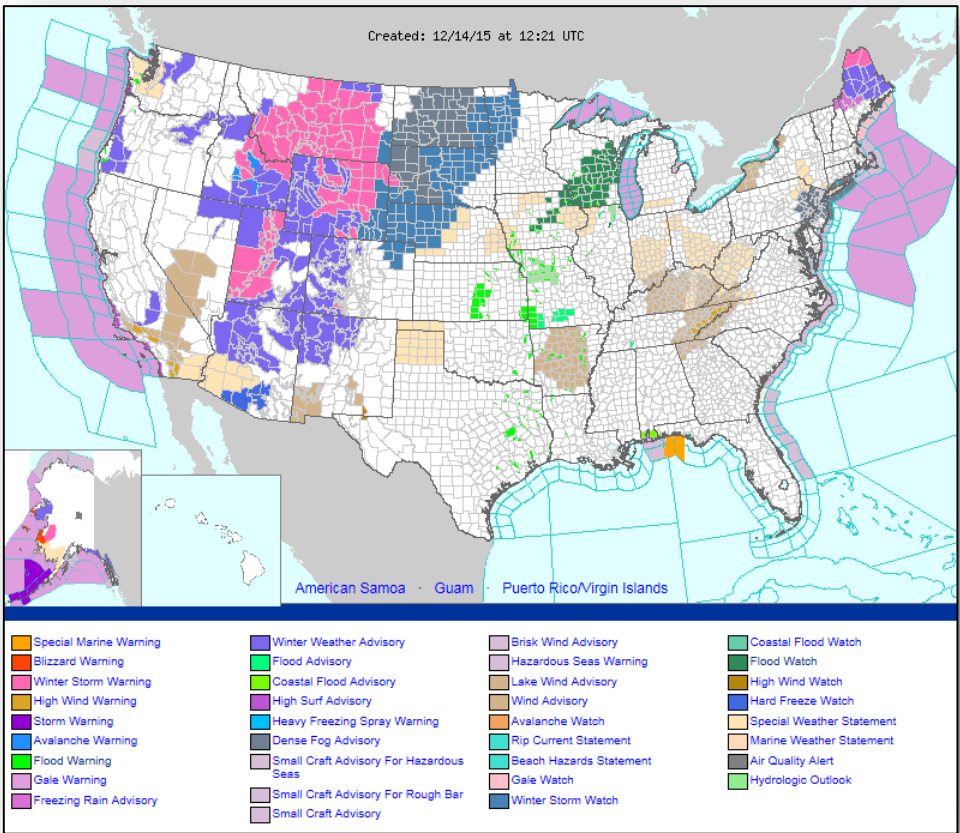 Created: 12/14/15 at 12:21 UTC
American Samoa · Guam · Puerto Rico/Virgin Islands
Special Marine Warning
Blizzard Warning
Winter Storm Warning
High Wind Warning
Storm Warning
Avalanche Warning
Flood Warning
Gale Warning
Freezing Rain Advisory
Winter Weather Advisory
Flood Advisory
Coastal Flood Advisory
High Surf Advisory
Heavy Freezing Spray Warning
Dense Fog Advisory
Small Craft Advisory For Hazardous
Seas
Small Craft Advisory For Rough Bar
Small Craft Advisory
Brisk Wind Advisory
Hazardous Seas Warning
Lake Wind Advisory
Wind Advisory
Avalanche Watch
Rip Current Statement
Beach Hazards Statement
Gale Watch
Winter Storm Watch
Coastal Flood Watch
Flood Watch
High Wind Watch
Hard Freeze Watch
Special Weather Statement
Marine Weather Statement
Air Quality Alert
Hydrologic Outlook